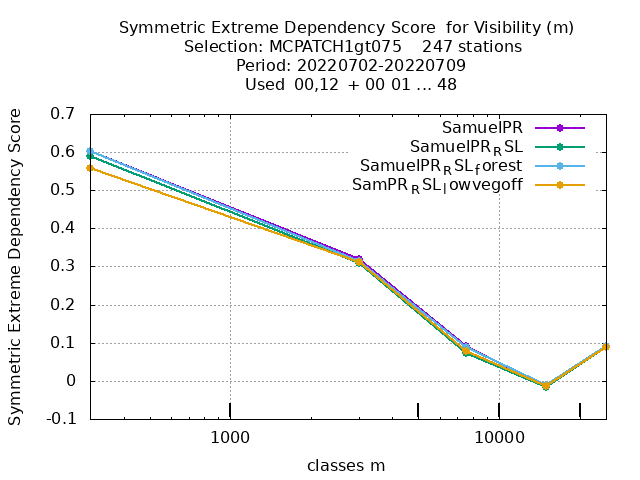 Symmetric Extreme Dependency Score  for Visibility (m)
Selection: MCPATCH1gt075    247 stations
Period: 20220702-20220709
Used  00,12  + 00 01 ... 48
Symmetric Extreme Dependency Score
0.7
0.6
0.5
0.4
0.3
0.2
0.1
0
-0.1
SamuelPR
SamuelPR_RSL
SamuelPR_RSL_forest
SamPR_RSL_lowvegoff
1000
10000
classes m